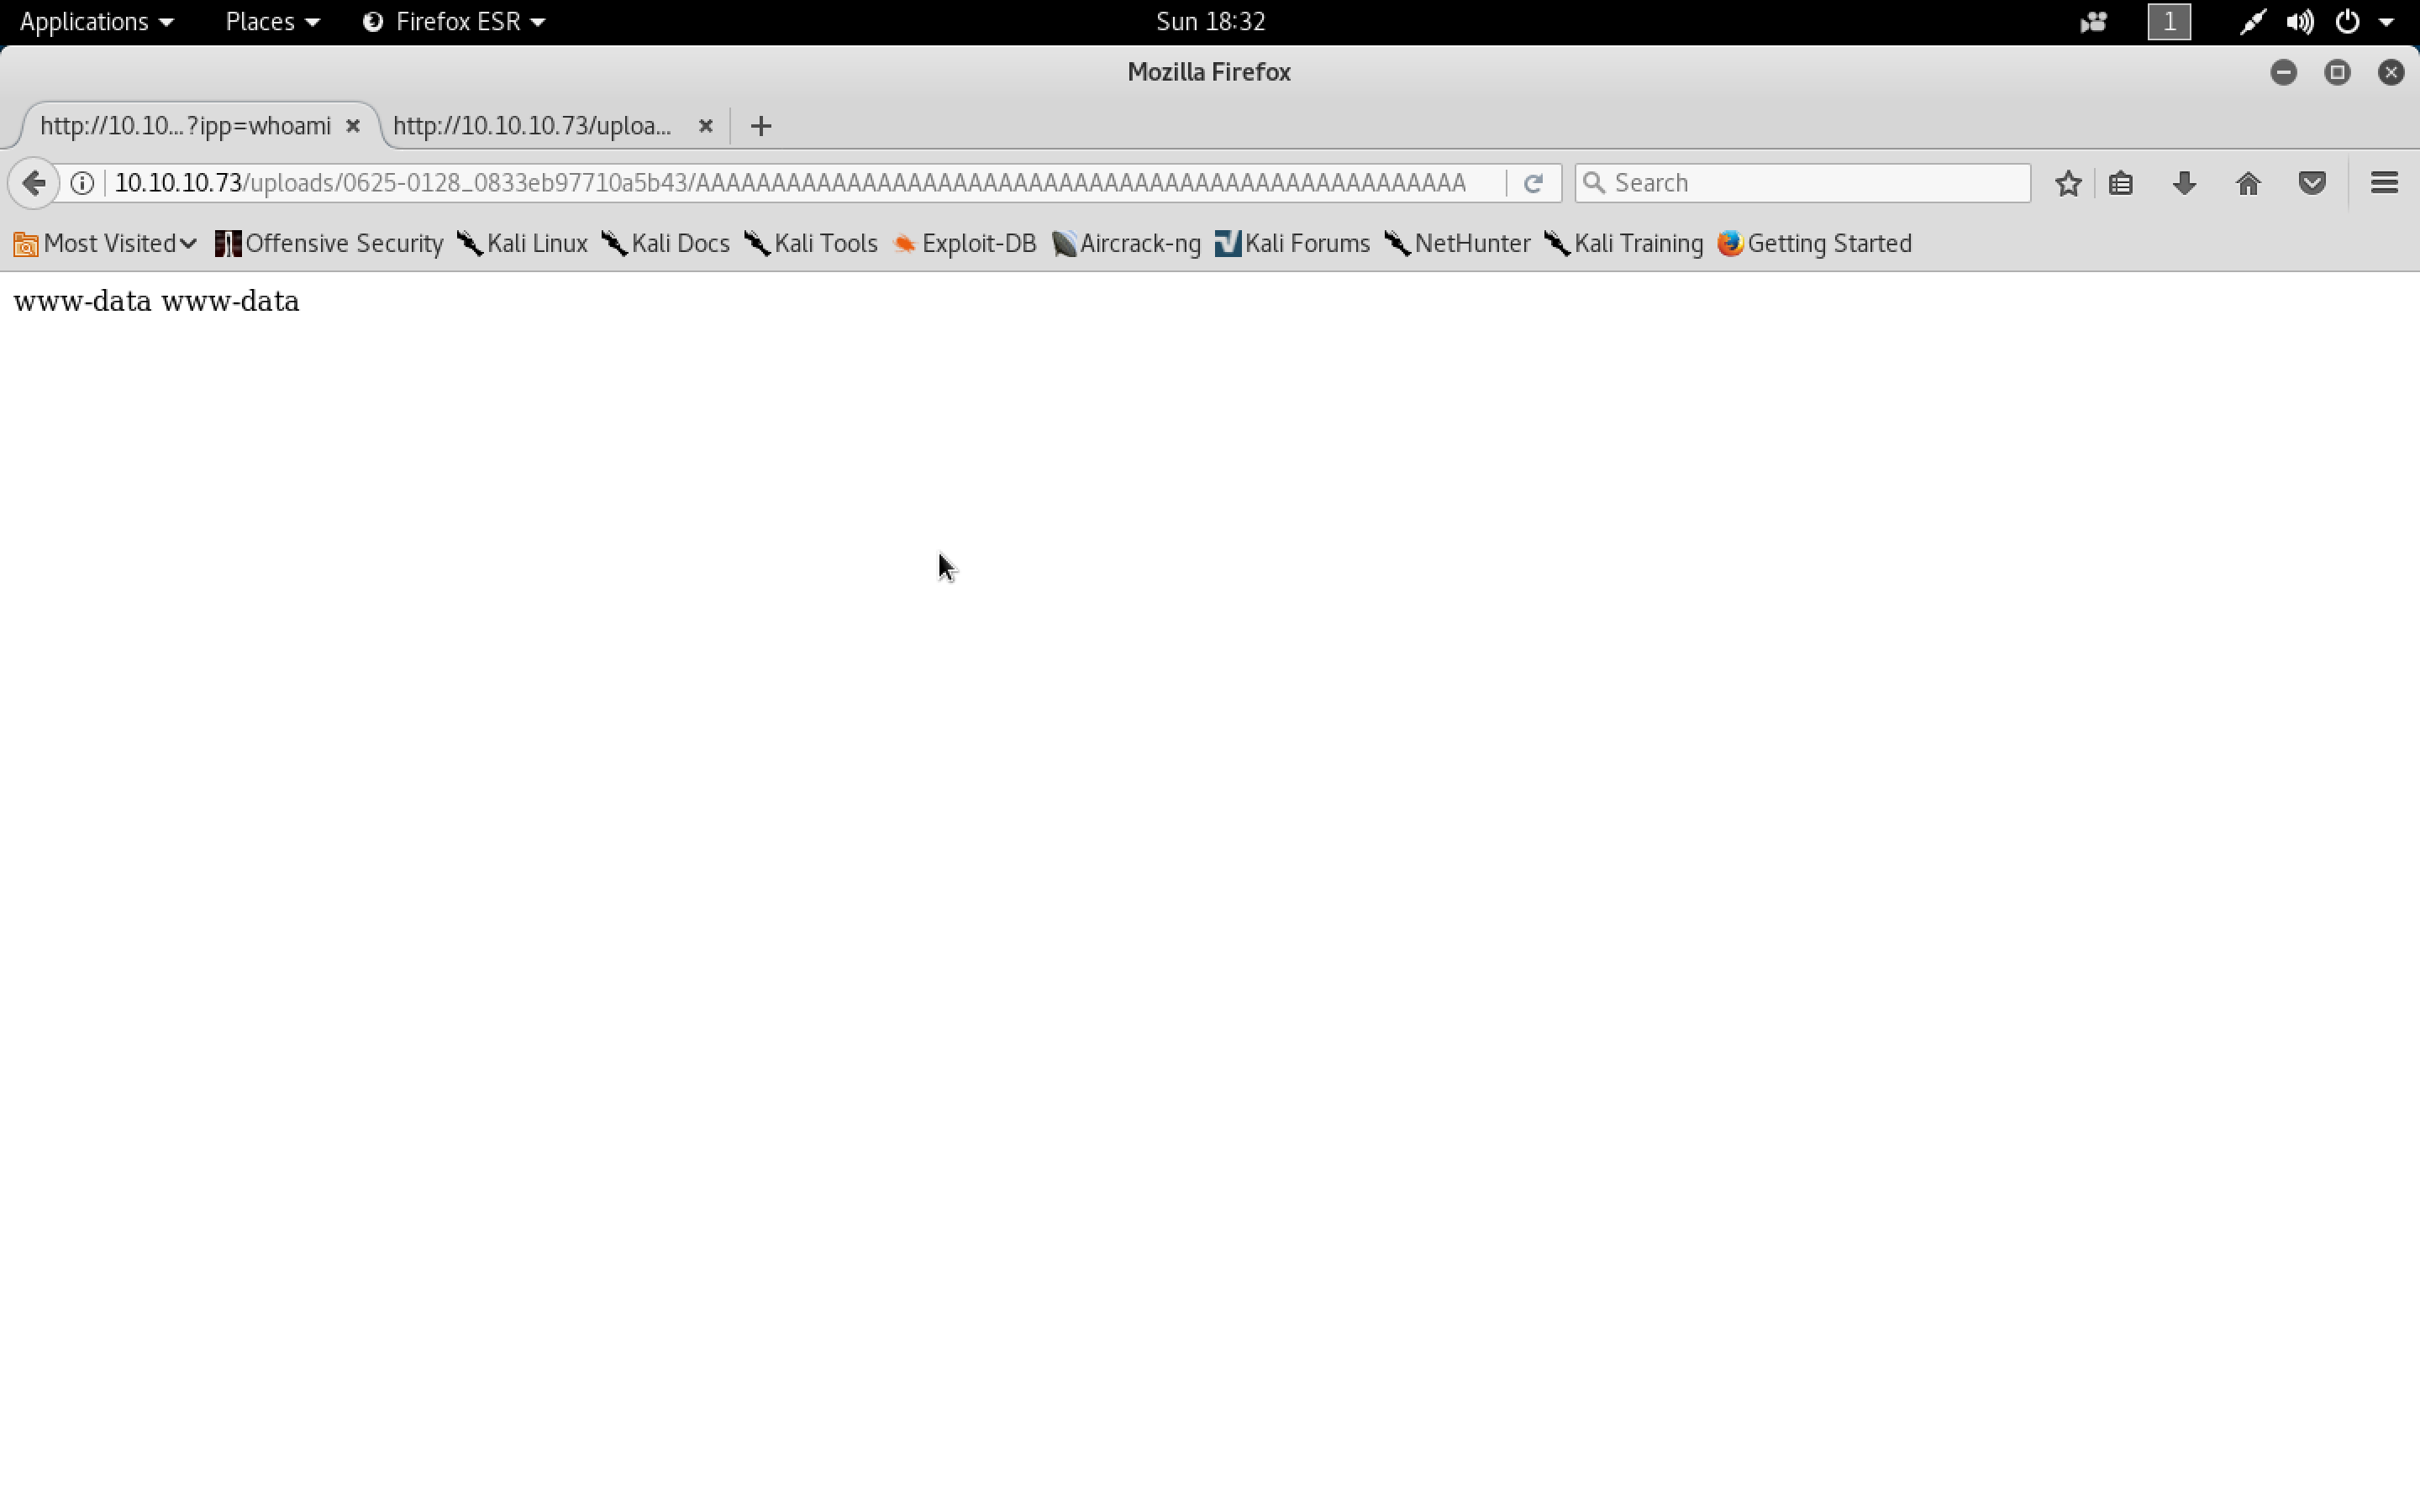 Applications Places Firefox ESR Sun 18:32 1
Mozilla Firefox
http://10.10...?ipp=whoami http://10.10.10.73/uploa...
10.10.10.73/uploads/0625-0128_0833eb97710a5b43/AAAAAAAAAAAAAAAAAAAAAAAAAAAAAAAAAAAAAAAAAAAAAAAAAAA Search
Most Visited Offensive Security Kali Linux Kali Docs Kali Tools Exploit-DB Aircrack-ng Kali Forums NetHunter Kali Training Getting Started
www-data www-data